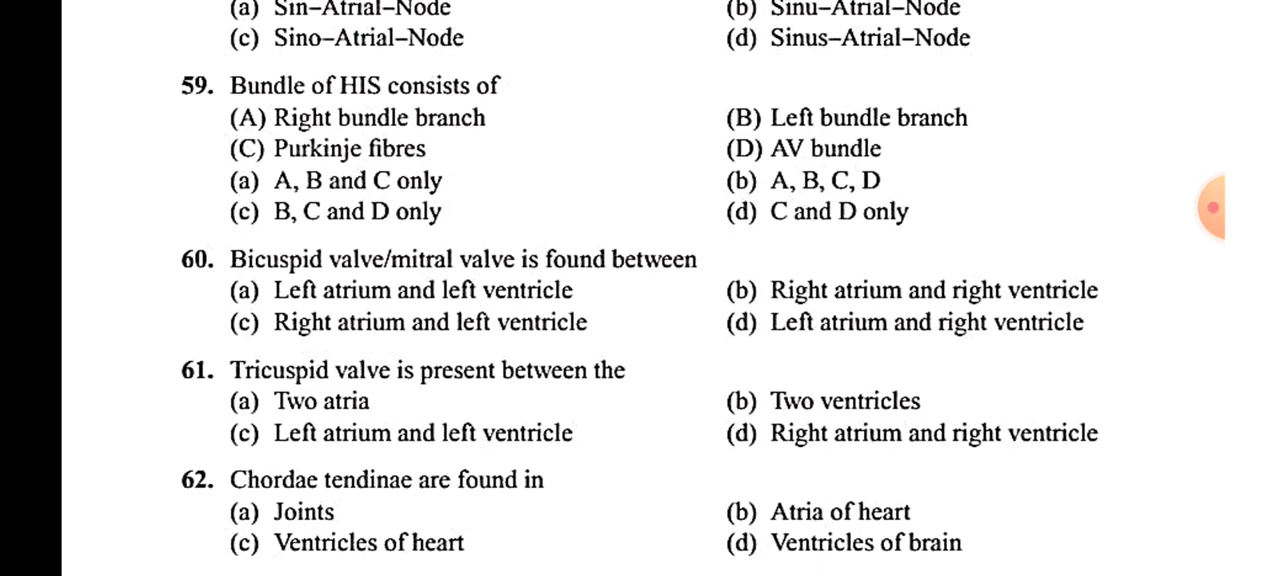 (a) Sin–Atrial–Node (b) Sinu–Atrial–Node
(c) Sino–Atrial–Node (d) Sinus–Atrial–Node
59. Bundle of HIS consists of
(A) Right bundle branch (B) Left bundle branch
(C) Purkinje fibres (D) AV bundle
(a) A, B and C only (b) A, B, C, D
(c) B, C and D only (d) C and D only
60. Bicuspid valve/mitral valve is found between
(a) Left atrium and left ventricle (b) Right atrium and right ventricle
(c) Right atrium and left ventricle (d) Left atrium and right ventricle
61. Tricuspid valve is present between the
(a) Two atria (b) Two ventricles
(c) Left atrium and left ventricle (d) Right atrium and right ventricle
62. Chordae tendinae are found in
(a) Joints (b) Atria of heart
(c) Ventricles of heart (d) Ventricles of brain